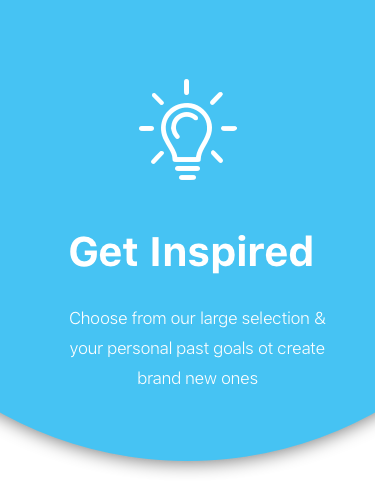 Get Inspired
Choose from our large selection &
your personal past goals ot create
brand new ones